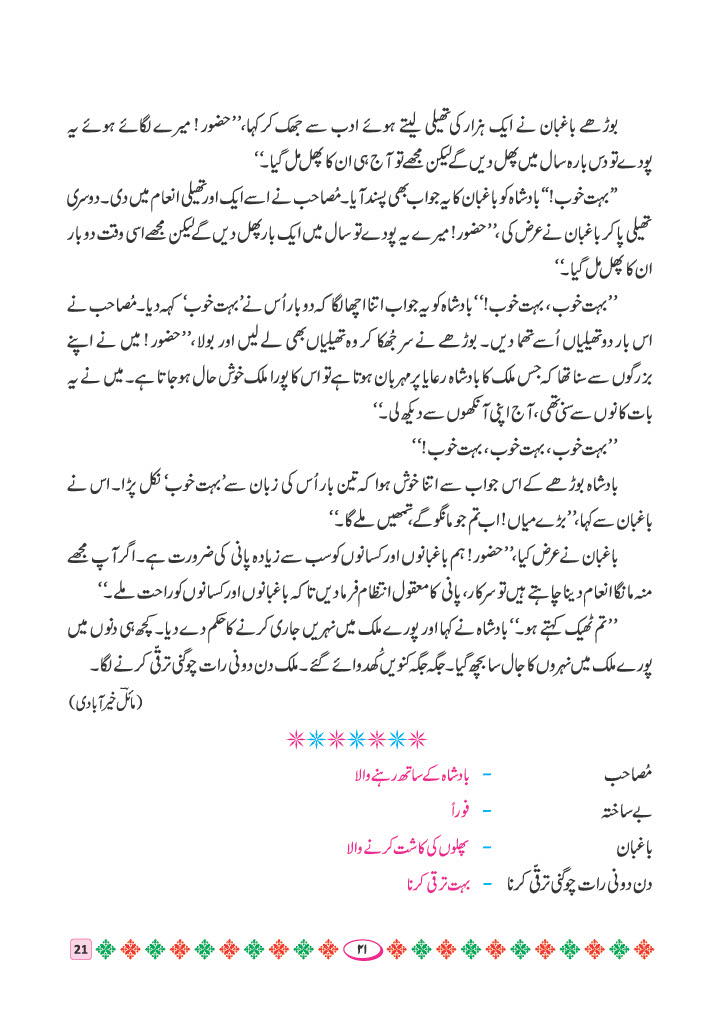 بوڑھے باغبان نے ایک ہزار کی تھیلی لیتے ہوئے ادب سے جھک کر کہا،’’حضور! میرے لگائے ہوئے یہ
پودے تو دس بارہ سال میں پھل دیں گے لیکن مجھے تو آج ہی ان کا پھل مل گیا۔‘‘
’’بہت خوب!‘‘ بادشاہ کو باغبان کا یہ جواب بھی پسند آیا۔ مُصاحب نے اسے ایک اور تھیلی انعام میں دی۔ دوسری
تھیلی پا کر باغبان نے عرض کی،’’حضور! میرے یہ پودے تو سال میں ایک بار پھل دیں گے لیکن مجھے اسی وقت دو بار
ان کا پھل مل گیا۔‘‘
’’بہت خوب، بہت خوب!‘‘ بادشاہ کو یہ جواب اتنا اچھا لگا کہ دو بار اُس نے ’بہت خوب‘ کہہ دیا۔ مُصاحب نے
اس بار دو تھیلیاں اُسے تھما دیں۔ بوڑھے نے سر جُھکا کر وہ تھیلیاں بھی لے لیں اور بولا،’’حضور! میں نے اپنے
بزرگوں سے سنا تھا کہ جس ملک کا بادشاہ رعایا پر مہربان ہوتا ہے تو اس کا پورا ملک خوش حال ہو جاتا ہے۔ میں نے یہ
بات کانوں سے سنی تھی، آج اپنی آنکھوں سے دیکھ لی۔‘‘
’’بہت خوب، بہت خوب، بہت خوب!‘‘
بادشاہ بوڑھے کے اس جواب سے اتنا خوش ہوا کہ تین بار اُس کی زبان سے ’بہت خوب‘ نکل پڑا۔ اس نے
باغبان سے کہا،’’بڑے میاں! اب تم جو مانگو گے، تمھیں ملے گا۔‘‘
باغبان نے عرض کیا،’’حضور! ہم باغبانوں اور کسانوں کو سب سے زیادہ پانی کی ضرورت ہے۔ اگر آپ مجھے
منہ مانگا انعام دینا چاہتے ہیں تو سرکار، پانی کا معقول انتظام فرما دیں تا کہ باغبانوں اور کسانوں کو راحت ملے۔‘‘
’’تم ٹھیک کہتے ہو۔‘‘ بادشاہ نے کہا اور پورے ملک میں نہریں جاری کرنے کا حکم دے دیا۔ کچھ ہی دنوں میں
پورے ملک میں نہروں کا جال سا بچھ گیا۔ جگہ جگہ کنویں کُھدوائے گئے۔ ملک دن دونی رات چوگنی ترقّی کرنے لگا۔
(مائلؔ خیرآبادی)
مُصاحب - بادشاہ کے ساتھ رہنے والا
بے ساختہ - فوراً
باغبان - پھلوں کی کاشت کرنے والا
دن دونی رات چوگنی ترقّی کرنا - بہت ترقی کرنا
21 ۲۱